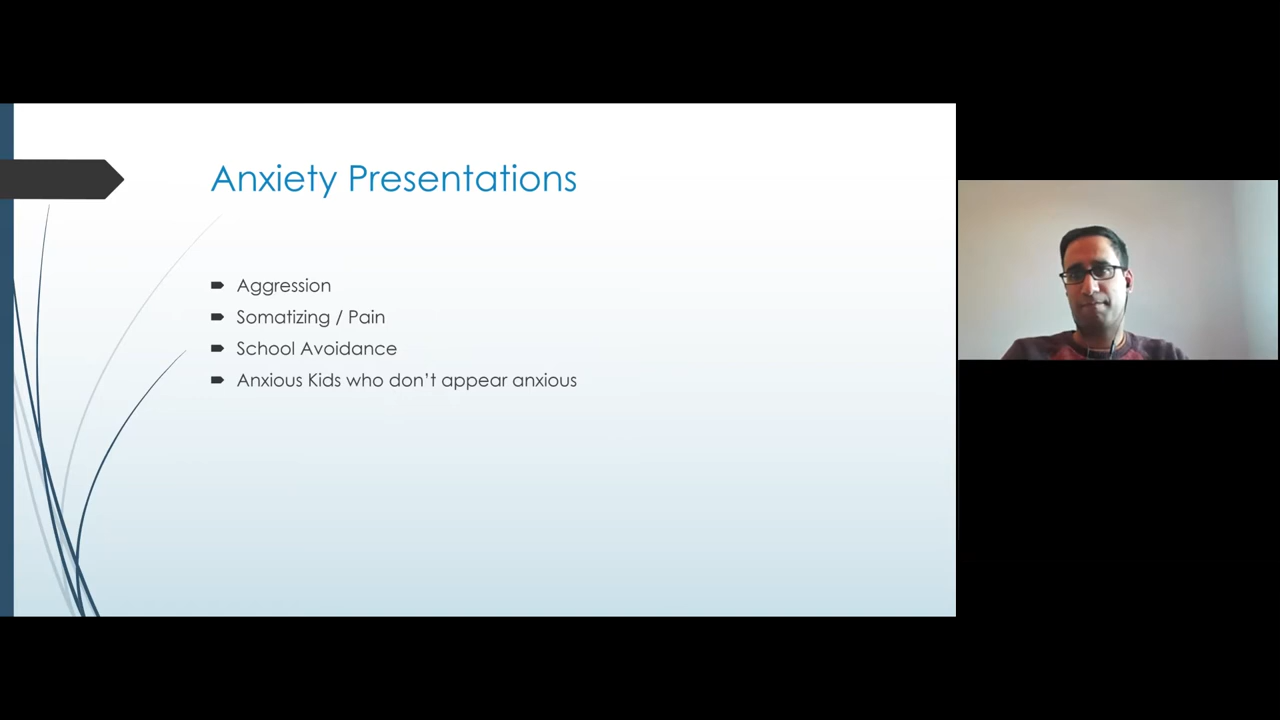 Anxiety Presentations
Aggression
Somatizing / Pain
School Avoidance
Anxious Kids who don’t appear anxious